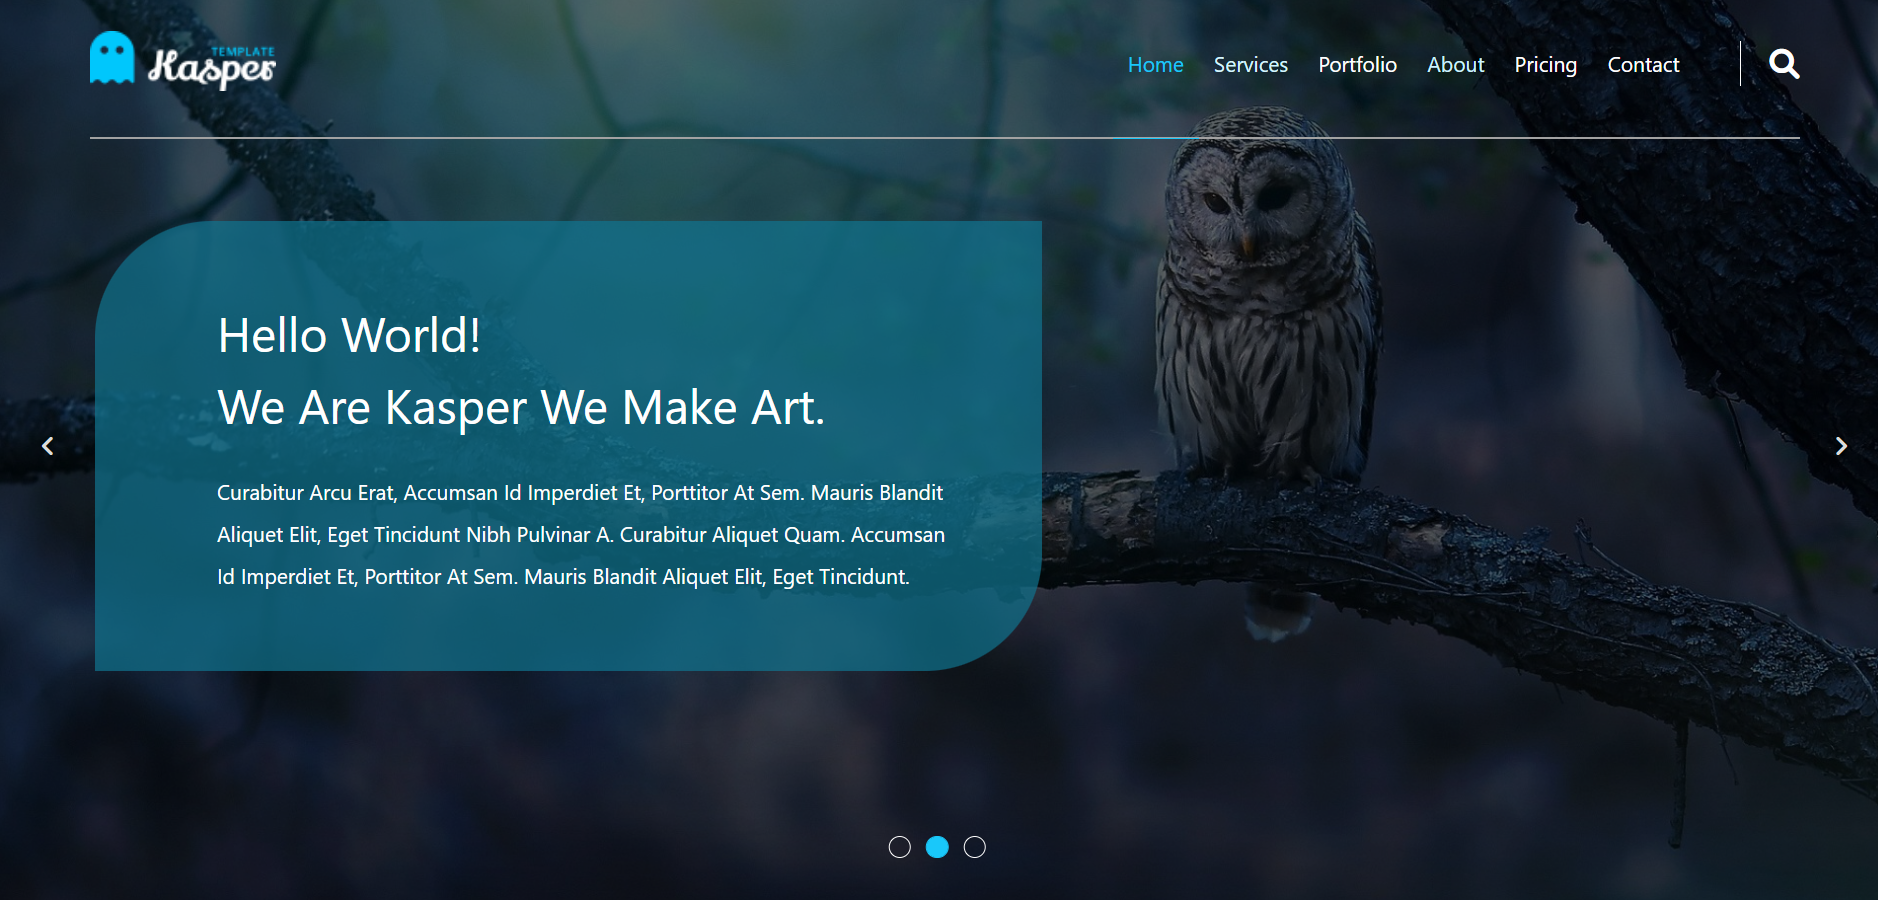 TEMPLATE
Kasper
Home Services Portfolio About Pricing Contact
Hello World!
We Are Kasper We Make Art.
Curabitur Arcu Erat, Accumsan Id Imperdiet Et, Porttitor At Sem. Mauris Blandit
Aliquet Elit, Eget Tincidunt Nibh Pulvinar A. Curabitur Aliquet Quam. Accumsan
Id Imperdiet Et, Porttitor At Sem. Mauris Blandit Aliquet Elit, Eget Tincidunt.